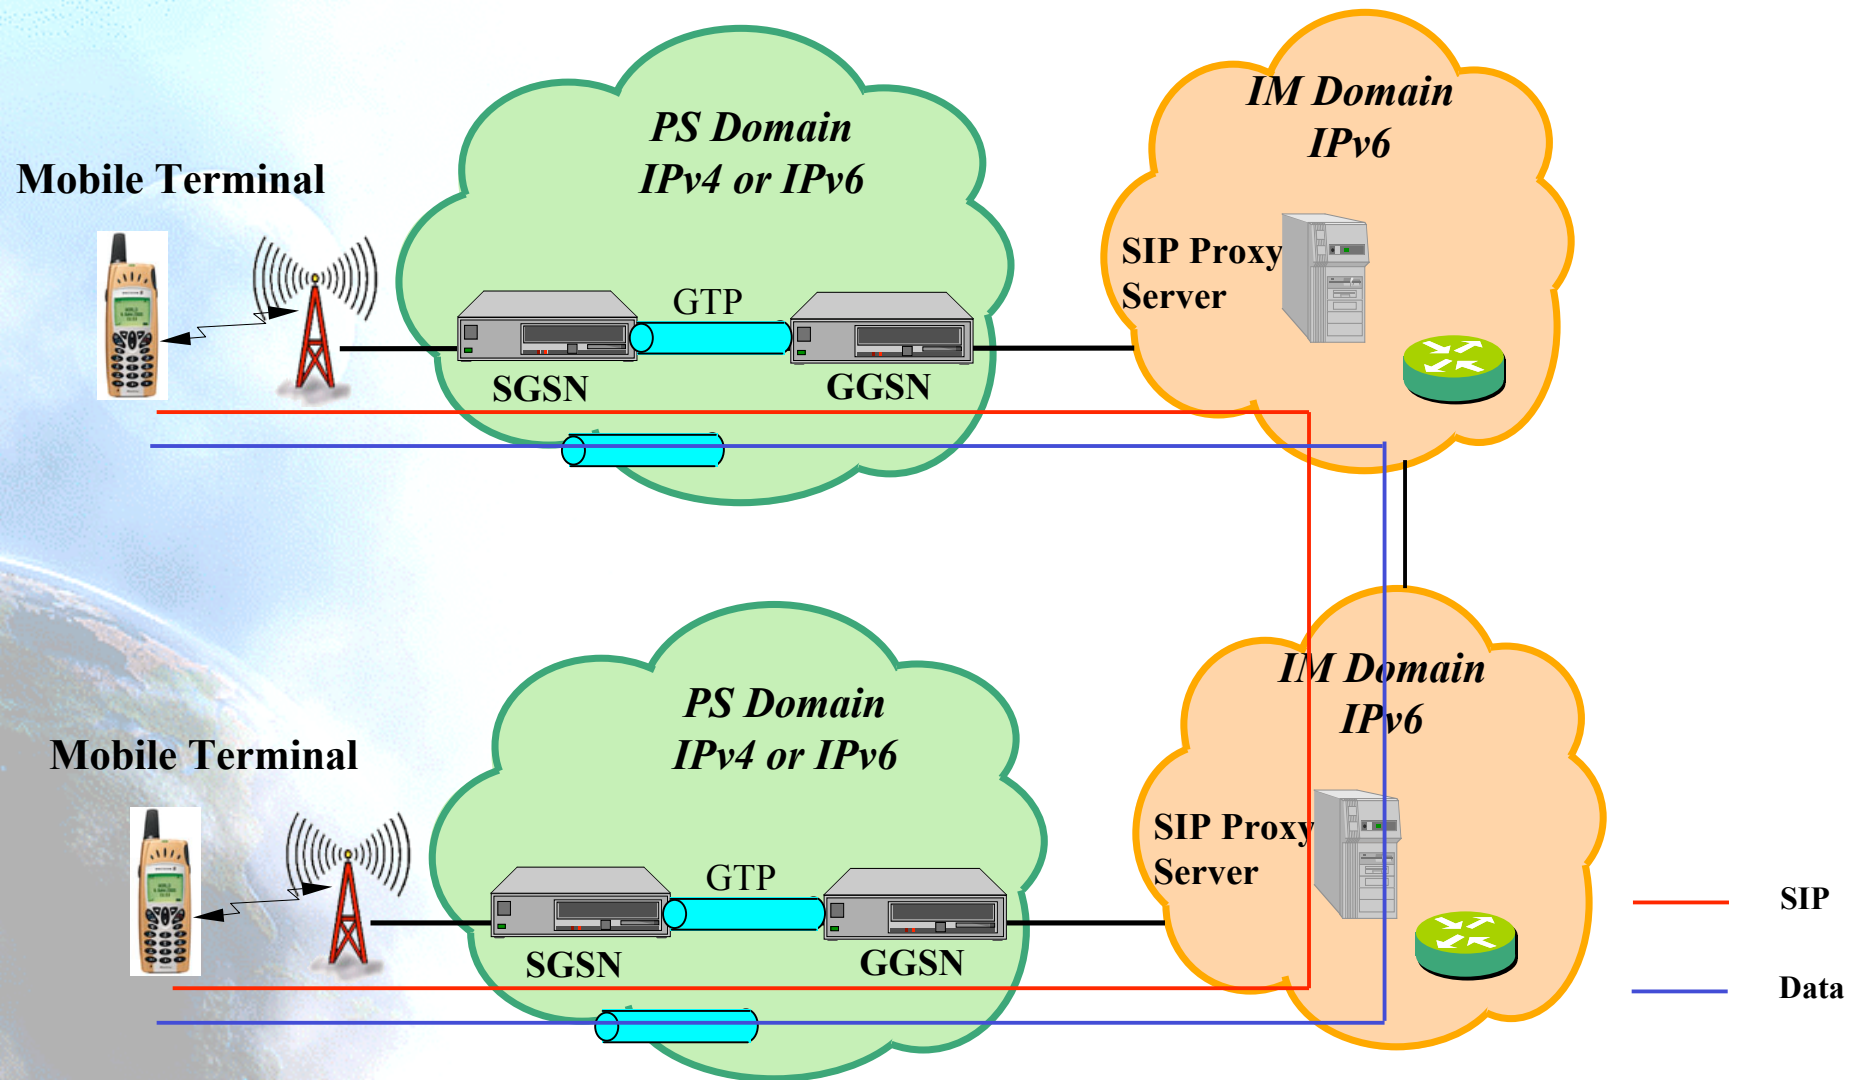 IM Domain
IPv6
PS Domain
IPv4 or IPv6
Mobile Terminal
SIP Proxy
Server
GTP
SGSN
GGSN
IM Domain
IPv6
PS Domain
IPv4 or IPv6
Mobile Terminal
SIP Proxy
Server
GTP
SGSN
GGSN
SIP
Data